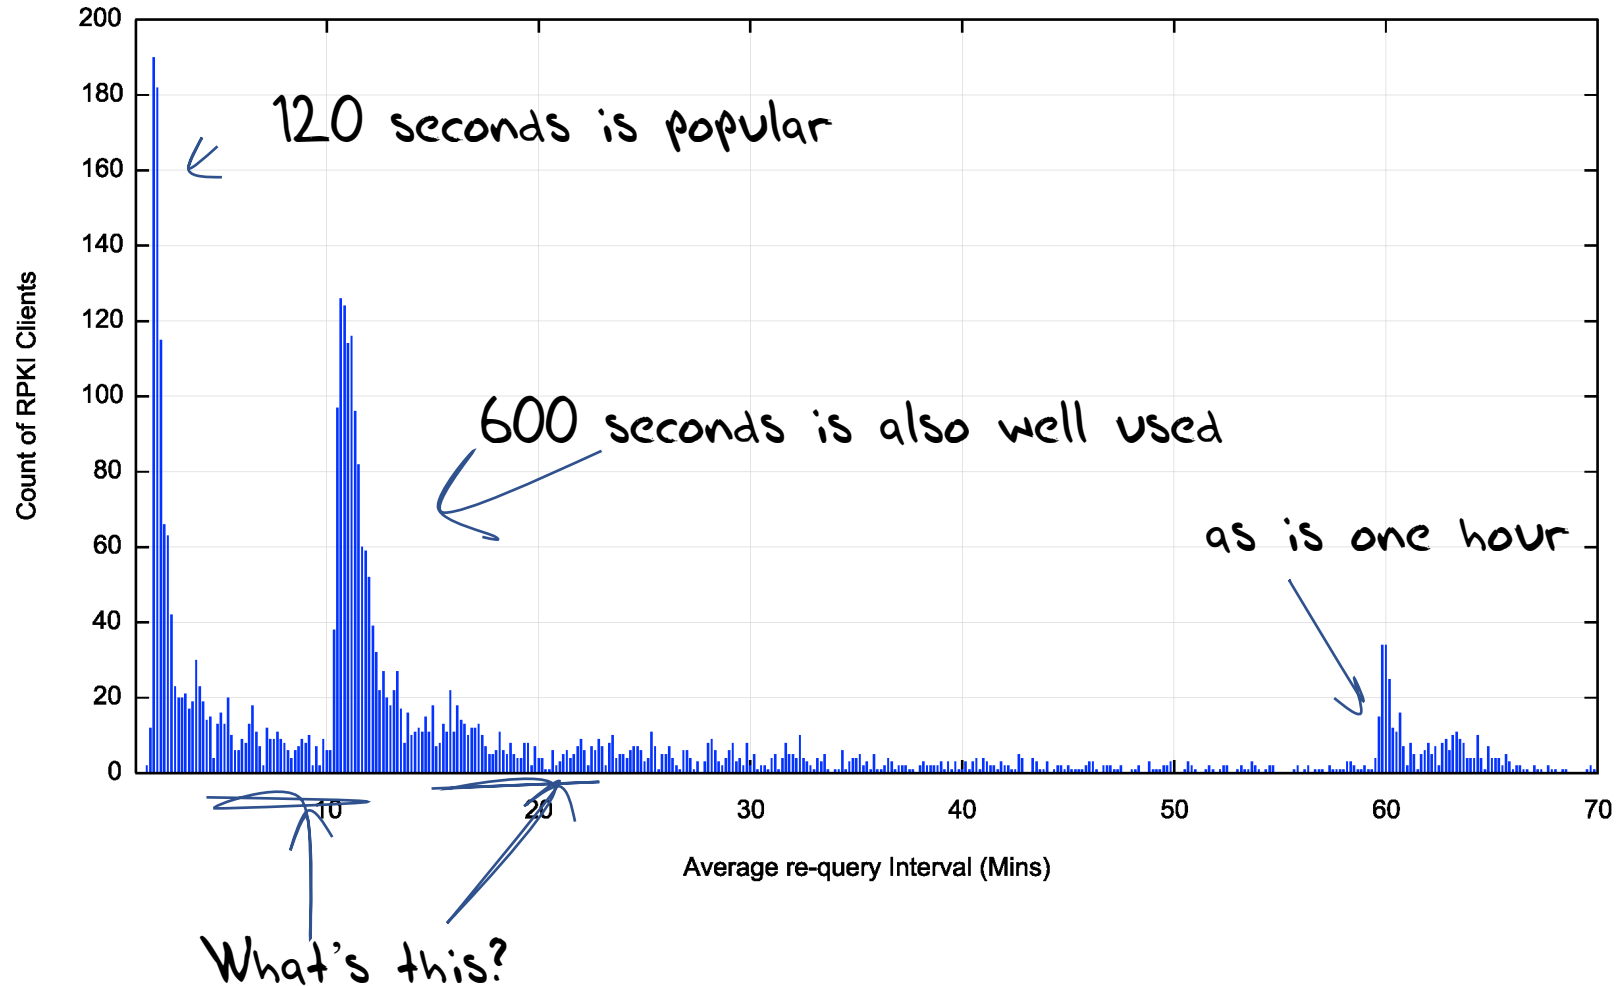 200
180
120 seconds is popular
160
140
120
100
600 seconds is also well used
80
60
as is one hour
40
20
0
10 20 30 40 50 60 70
Count of RPKI Clients
Average re-query Interval (Mins)
What's this?